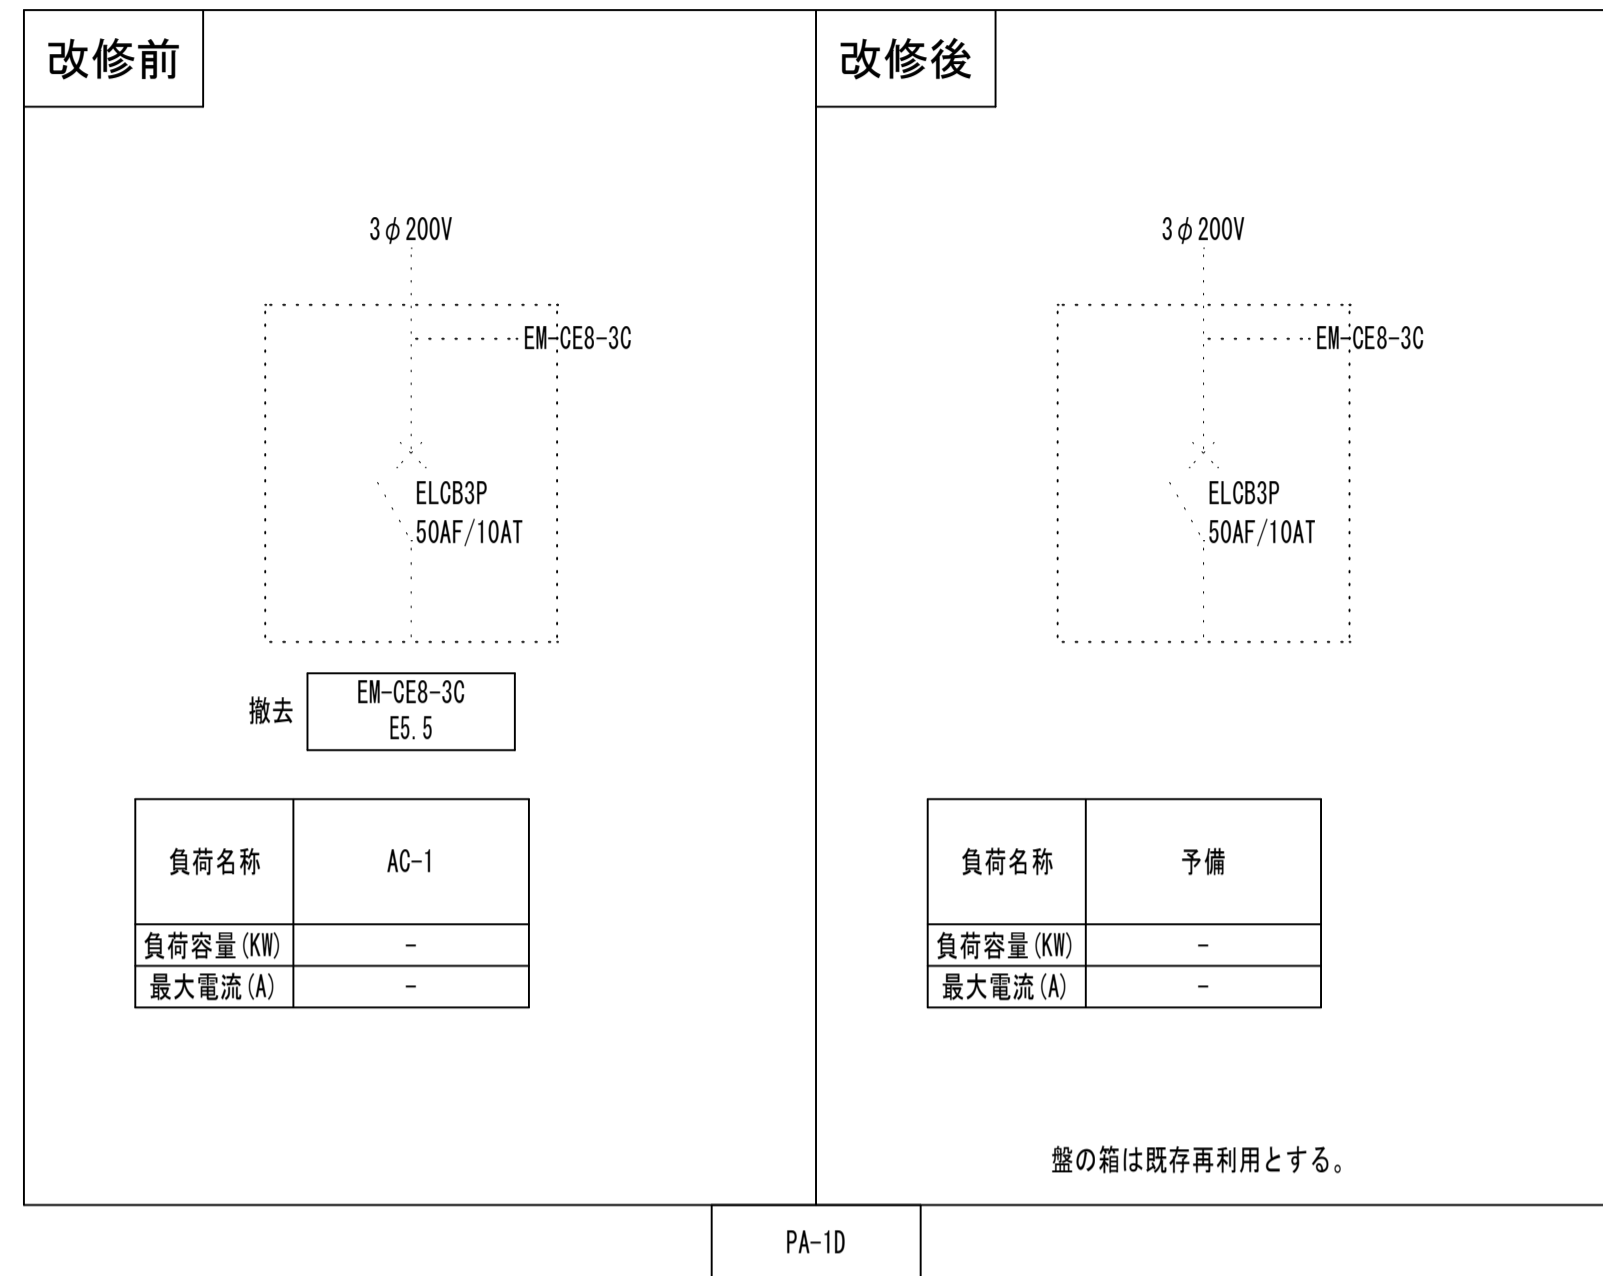 改修前
3φ200V
EM-CE8-3C
ELCB3P
50AF/10AT
撤去
EM-CE8-3C
E5.5
負荷名称 AC-1
負荷容量(KW) -
最大電流(A) -
改修後
3φ200V
EM-CE8-3C
ELCB3P
50AF/10AT
負荷名称 予備
負荷容量(KW) -
最大電流(A) -
盤の箱は既存再利用とする。
PA-1D